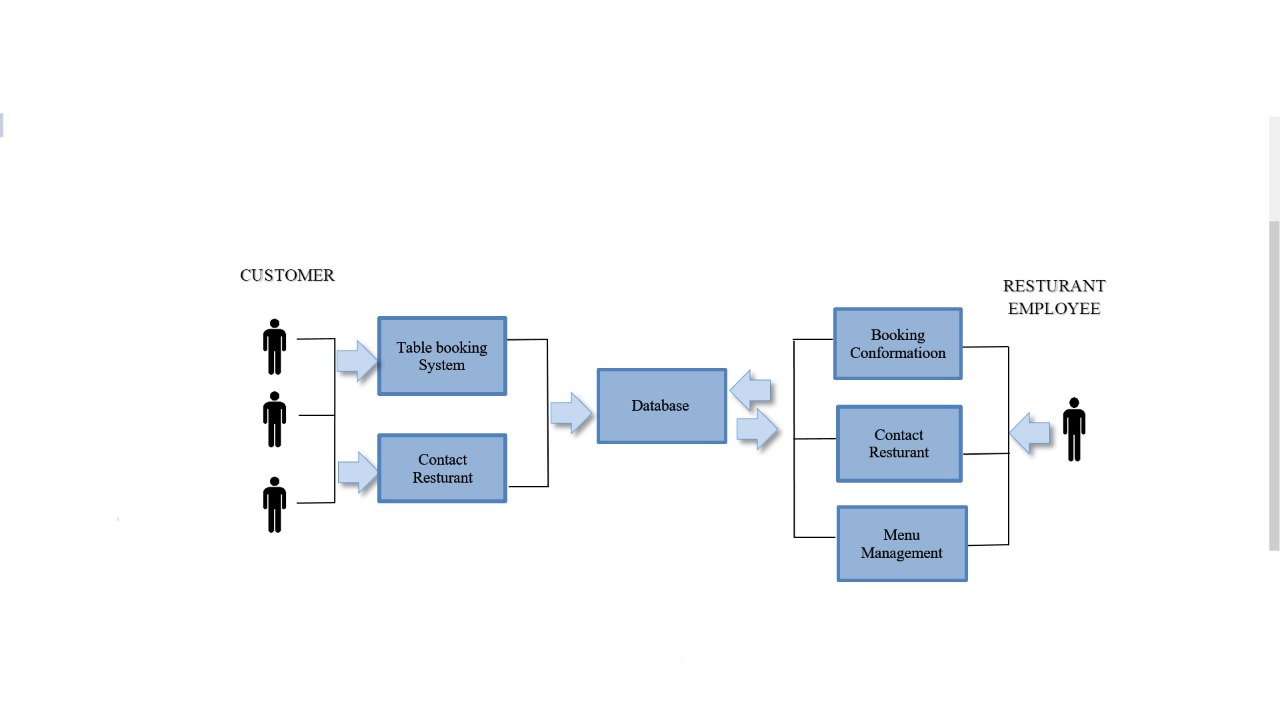 CUSTOMER
Table booking
System
Contact
Resturant
Database
RESTURANT
EMPLOYEE
Booking
Conformatioon
Contact
Resturant
Menu
Management